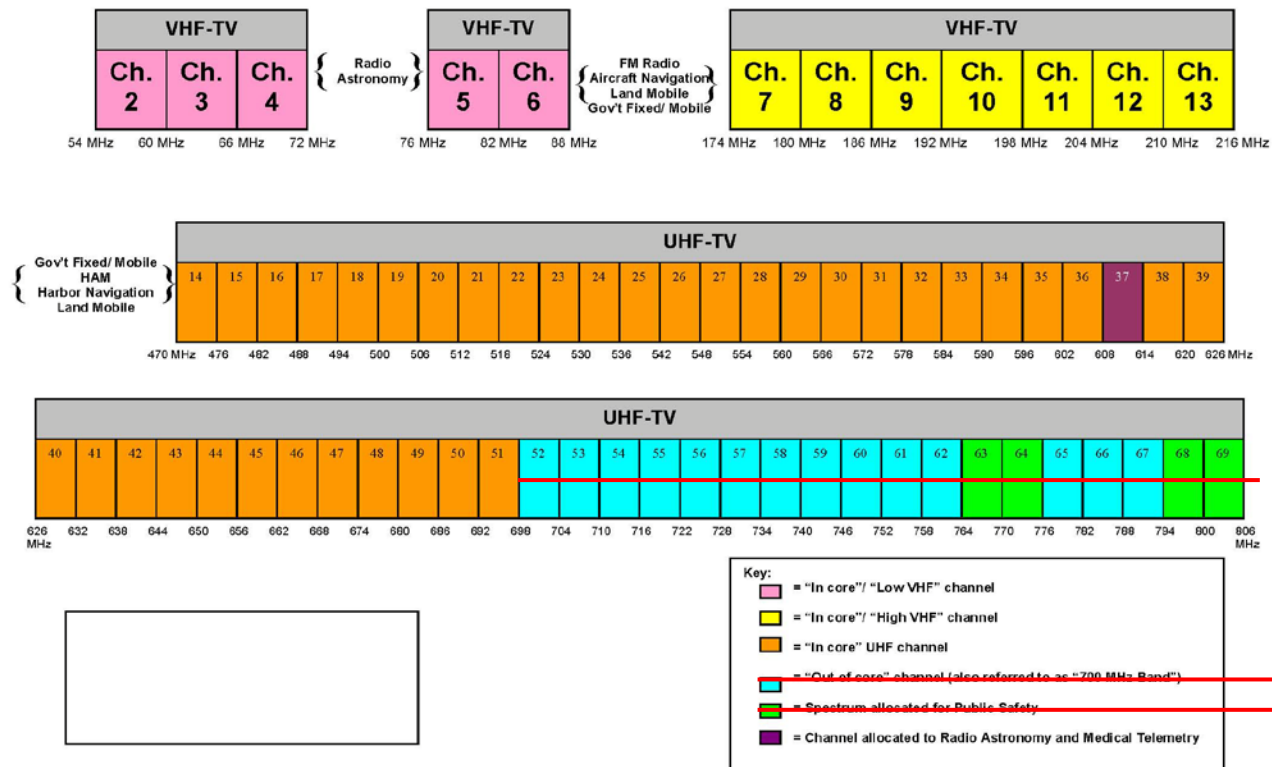 VHF-TV VHF-TV VHF-TV
Ch. 2 Ch. 3 Ch. 4
Radio
Astronomy
Ch. 5 Ch. 6
FM Radio
Aircraft Navigation
Land Mobile
Gov't Fixed/ Mobile
Ch. 7 Ch. 8 Ch. 9 Ch. 10 Ch. 11 Ch. 12 Ch. 13
54 MHz 60 MHz 66 MHz 72 MHz 76 MHz 82 MHz 88 MHz 174 MHz 180 MHz 186 MHz 192 MHz 198 MHz 204 MHz 210 MHz 216 MHz
UHF-TV
Gov't Fixed/ Mobile
HAM
Harbor Navigation
Land Mobile
14 15 16 17 18 19 20 21 22 23 24 25 26 27 28 29 30 31 32 33 34 35 36 37 38 39
470 MHz 476 482 488 494 500 506 512 518 524 530 536 542 548 554 560 566 572 578 584 590 596 602 608 614 620 626 MHz
UHF-TV
40 41 42 43 44 45 46 47 48 49 50 51 52 53 54 55 56 57 58 59 60 61 62 63 64 65 66 67 68 69
626 MHz 632 638 644 650 656 662 668 674 680 686 692 698 704 710 716 722 728 734 740 746 752 758 764 770 776 782 788 794 800 806 MHz
Key:
= "In core"/ "Low VHF" channel
= "In core"/ "High VHF" channel
= "In core" UHF channel
= "Out of core" channel (also referred to as "700 MHz Band")
= Spectrum allocated for Public Safety
= Channel allocated to Radio Astronomy and Medical Telemetry